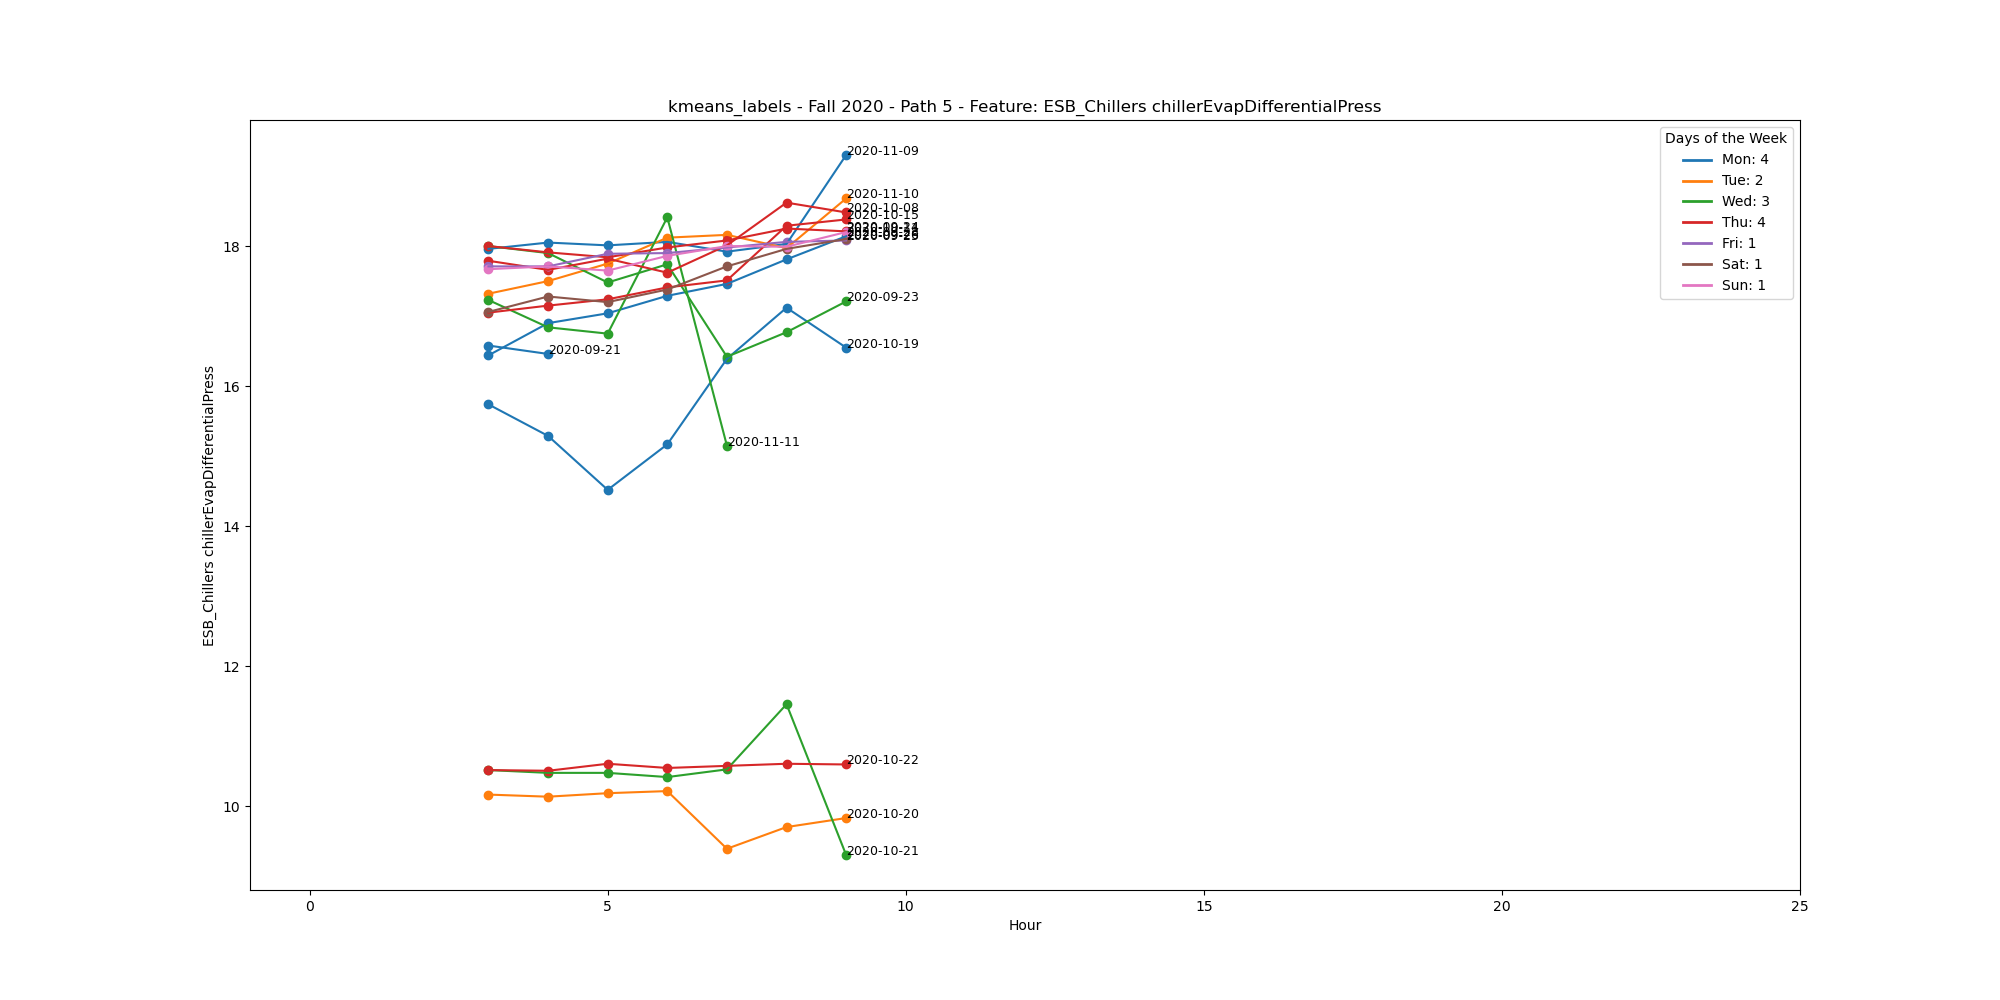 kmeans_labels - Fall 2020 - Path 5 - Feature: ESB_Chillers chillerEvapDifferentialPress
Days of the Week
Mon: 4
Tue: 2
Wed: 3
Thu: 4
Fri: 1
Sat: 1
Sun: 1
2020-11-09
2020-11-10
2020-10-08
2020-10-15
2020-09-23
2020-10-19
2020-09-21
2020-11-11
2020-10-22
2020-10-20
2020-10-21
18
16
14
12
10
ESB_Chillers chillerEvapDifferentialPress
0
5
10
15
20
25
Hour